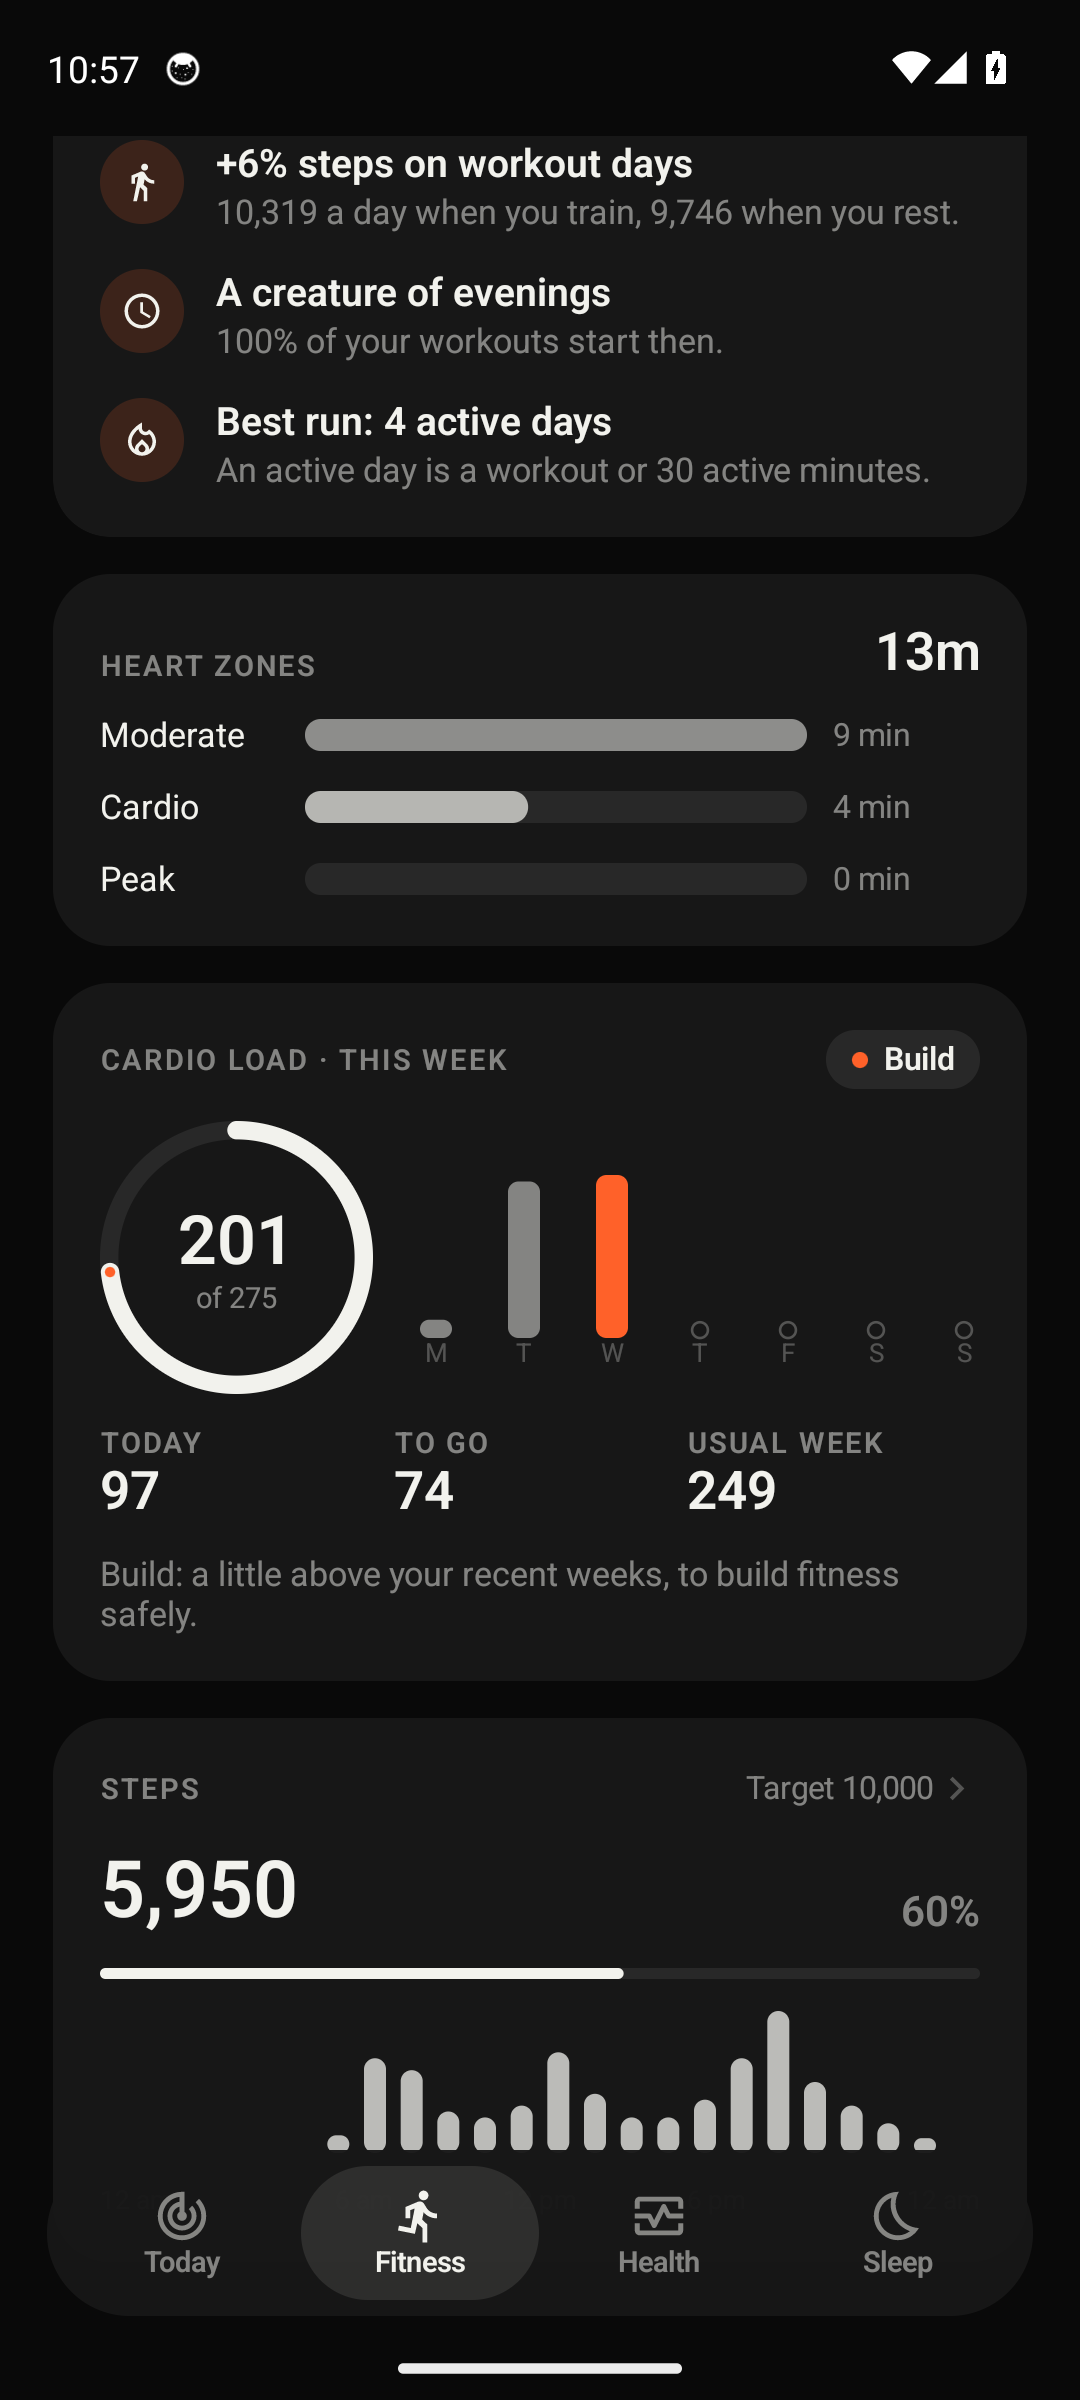 10:57
+6% steps on workout days
10,319 a day when you train, 9,746 when you rest.
A creature of evenings
100% of your workouts start then.
Best run: 4 active days
An active day is a workout or 30 active minutes.
HEART ZONES
13m
Moderate
9 min
Cardio
4 min
Peak
0 min
CARDIO LOAD · THIS WEEK
Build
201
of 275
M T W T F S S
TODAY
97
TO GO
74
USUAL WEEK
249
Build: a little above your recent weeks, to build fitness
safely.
STEPS
Target 10,000
5,950
60%
Today
Fitness
Health
Sleep